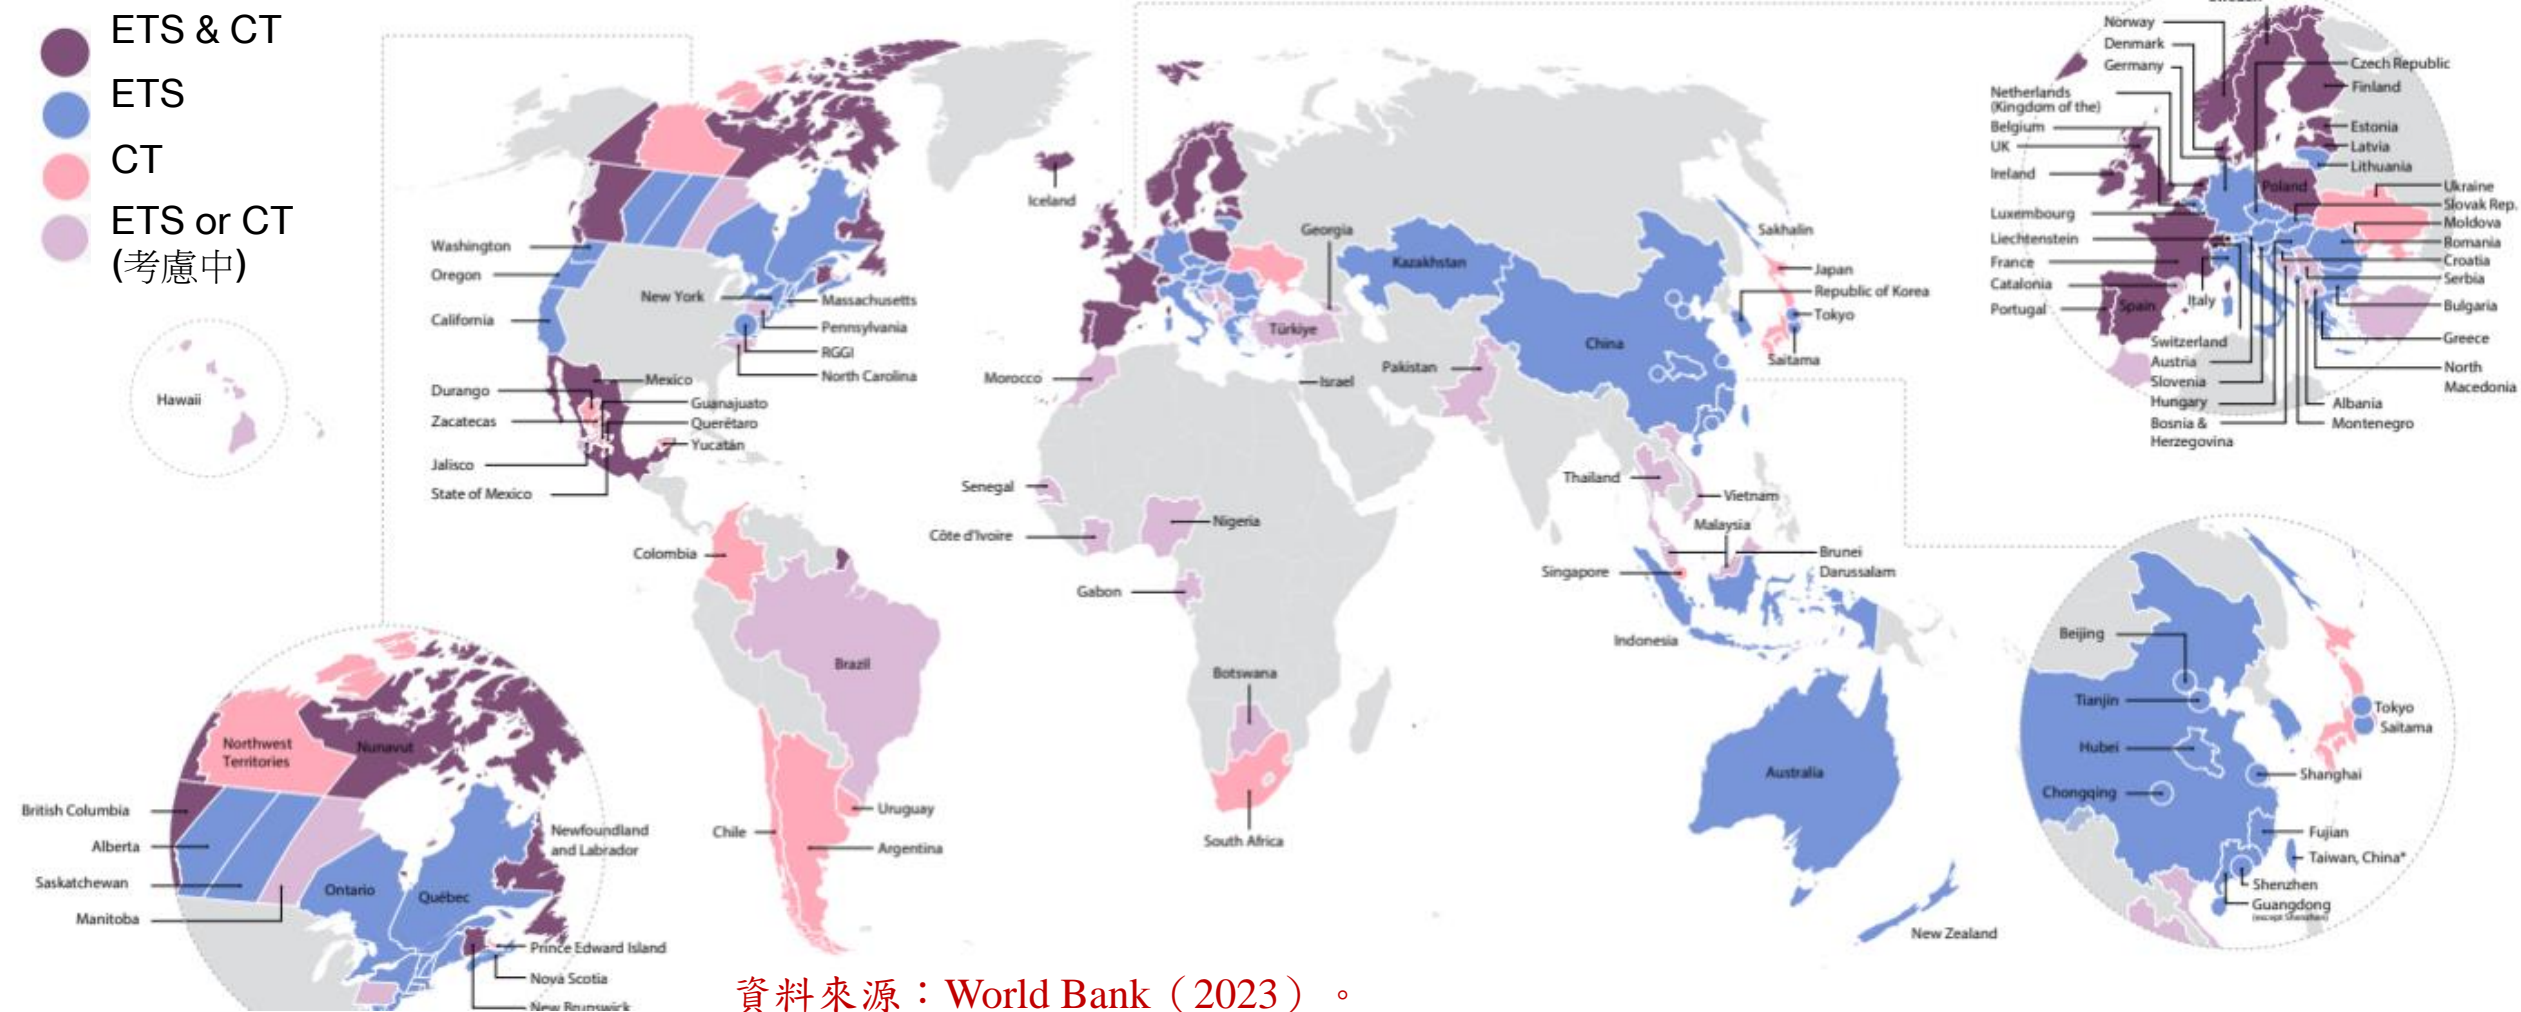 ETS & CT
ETS
CT
ETS or CT
(考慮中)
Hawaii
Washington
Oregon
California
New York
Massachusetts
Pennsylvania
RGGI
North Carolina
Mexico
Durango
Guanajuato
Zacatecas
Querétaro
Yucatán
Jalisco
State of Mexico
Colombia
Brazil
Chile
Uruguay
Argentina
Iceland
Georgia
Kazakhstan
Türkiye
Morocco
Israel
Pakistan
China
Senegal
Côte d'Ivoire
Nigeria
Gabon
Botswana
South Africa
Sakhalin
Japan
Republic of Korea
Tokyo
Saitama
Thailand
Vietnam
Malaysia
Brunei
Darussalam
Singapore
Indonesia
Australia
New Zealand
Norway
Denmark
Germany
Netherlands
(Kingdom of the)
Belgium
UK
Ireland
Luxembourg
Liechtenstein
France
Catalonia
Portugal
Spain
Italy
Poland
Czech Republic
Finland
Estonia
Latvia
Lithuania
Ukraine
Slovak Rep.
Moldova
Romania
Croatia
Serbia
Bulgaria
Greece
North
Macedonia
Switzerland
Austria
Slovenia
Hungary
Bosnia &
Herzegovina
Albania
Montenegro
Northwest
Territories
Nunavut
British Columbia
Alberta
Saskatchewan
Manitoba
Ontario
Québec
Newfoundland
and Labrador
Prince Edward Island
Nova Scotia
New Brunswick
Beijing
Tianjin
Hubei
Chongqing
Tokyo
Saitama
Shanghai
Fujian
Taiwan, China*
Shenzhen
Guangdong
(except Shenzhen)
資料來源：World Bank（2023）。